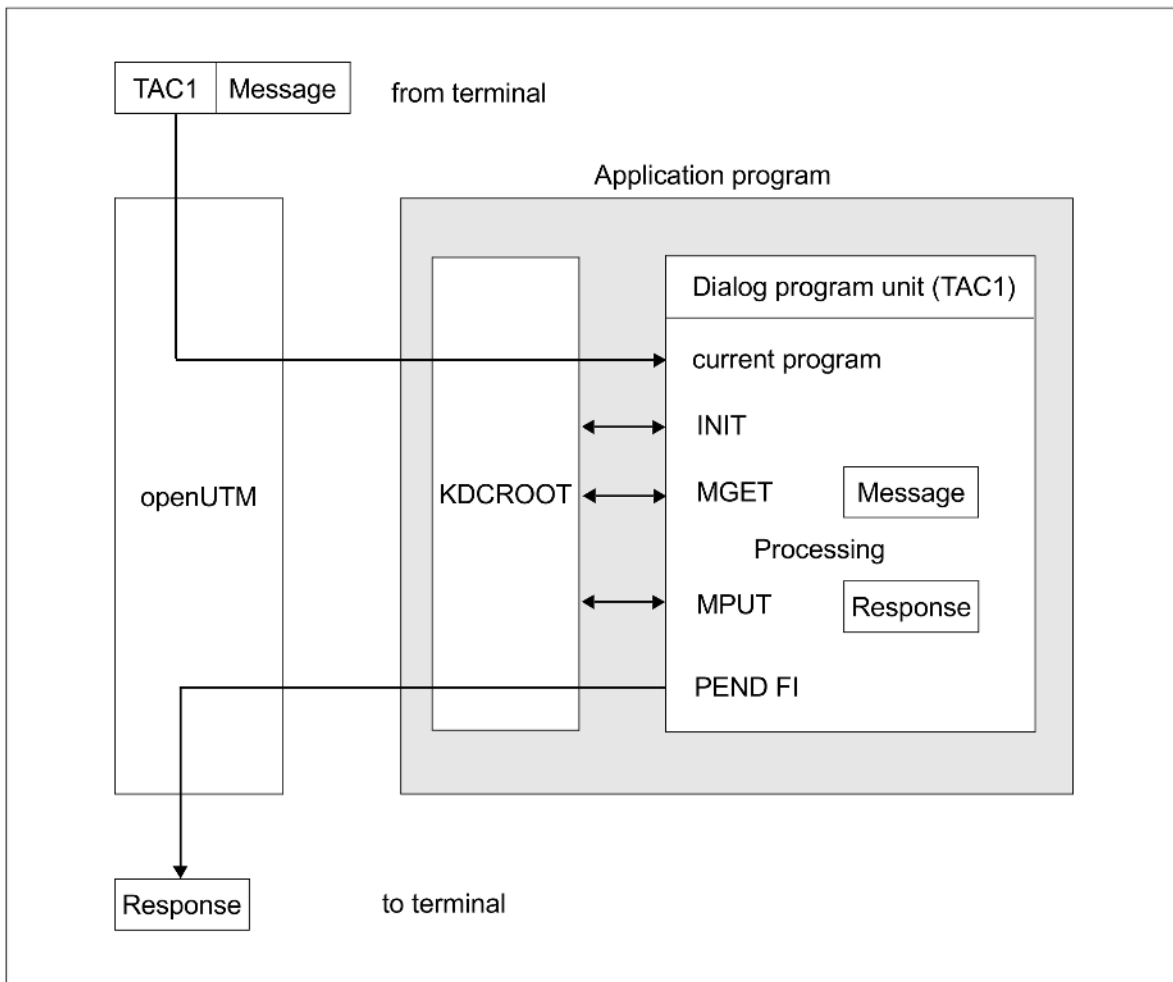 TAC1 Message from terminal
Application program
Dialog program unit (TAC1)
current program
INIT
openUTM KDCROOT MGET Message
Processing
MPUT Response
PEND FI
Response to terminal